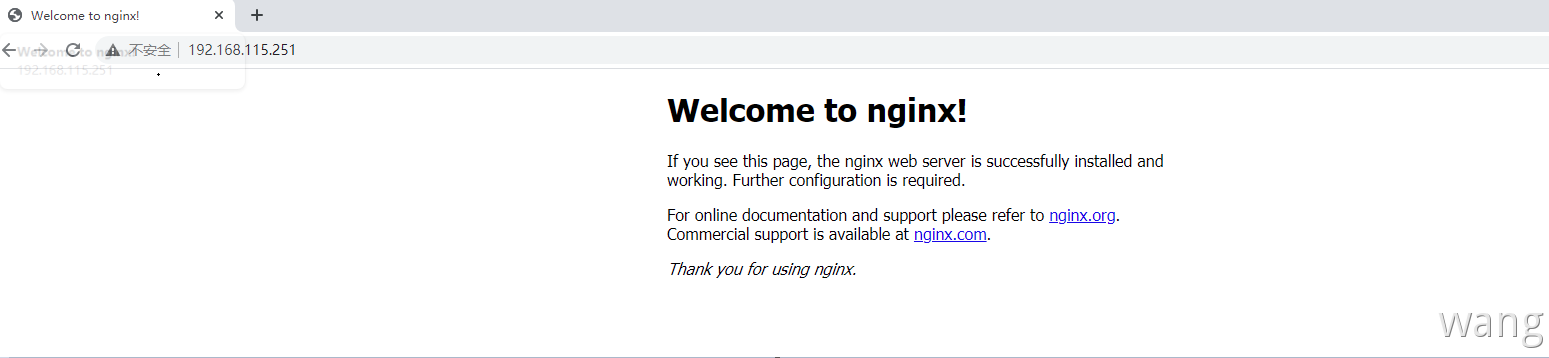 Welcome to nginx!
不安全 192.168.115.251
Welcome to nginx!
192.168.115.251
Welcome to nginx!
If you see this page, the nginx web server is successfully installed and
working. Further configuration is required.
For online documentation and support please refer to nginx.org.
Commercial support is available at nginx.com.
Thank you for using nginx.
wang